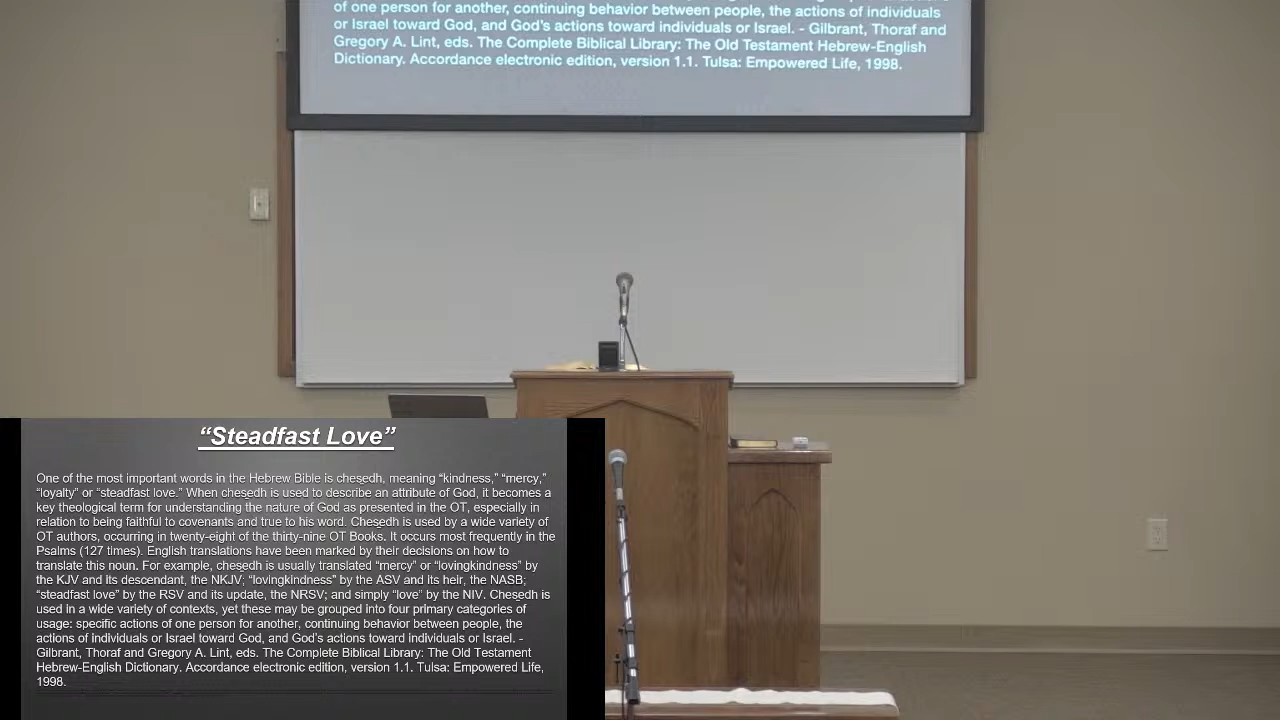 of one person for another, continuing behavior between people, the actions of individuals
or Israel toward God, and God's actions toward individuals or Israel. - Gilbrant, Thoraf and
Gregory A. Lint, eds. The Complete Biblical Library: The Old Testament Hebrew-English
Dictionary. Accordance electronic edition, version 1.1. Tulsa: Empowered Life, 1998.
“Steadfast Love”
One of the most important words in the Hebrew Bible is cheṣedh, meaning “kindness,” “mercy,”
“loyalty” or “steadfast love.” When cheṣedh is used to describe an attribute of God, it becomes a
key theological term for understanding the nature of God as presented in the OT, especially in
relation to being faithful to covenants and true to his word. Cheṣedh is used by a wide variety of
OT authors, occurring in twenty-eight of the thirty-nine OT Books. It occurs most frequently in the
Psalms (127 times). English translations have been marked by their decisions on how to
translate this noun. For example, cheṣedh is usually translated “mercy” or “lovingkindness” by
the KJV and its descendant, the NKJV; “lovingkindness” by the ASV and its heir, the NASB;
“steadfast love” by the RSV and its update, the NRSV; and simply “love” by the NIV. Cheṣedh is
used in a wide variety of contexts, yet these may be grouped into four primary categories of
usage: specific actions of one person for another, continuing behavior between people, the
actions of individuals or Israel toward God, and God’s actions toward individuals or Israel. -
Gilbrant, Thoraf and Gregory A. Lint, eds. The Complete Biblical Library: The Old Testament
Hebrew-English Dictionary. Accordance electronic edition, version 1.1. Tulsa: Empowered Life,
1998.